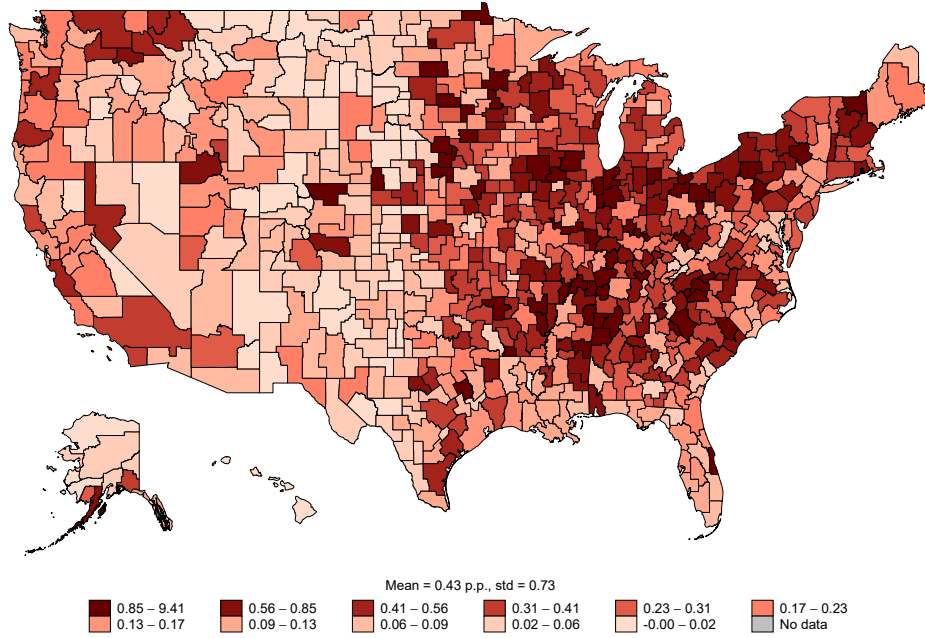 Mean = 0.43 p.p., std = 0.73
0.85 – 9.41 0.56 – 0.85 0.41 – 0.56 0.31 – 0.41 0.23 – 0.31 0.17 – 0.23
0.13 – 0.17 0.09 – 0.13 0.06 – 0.09 0.02 – 0.06 -0.00 – 0.02 No data